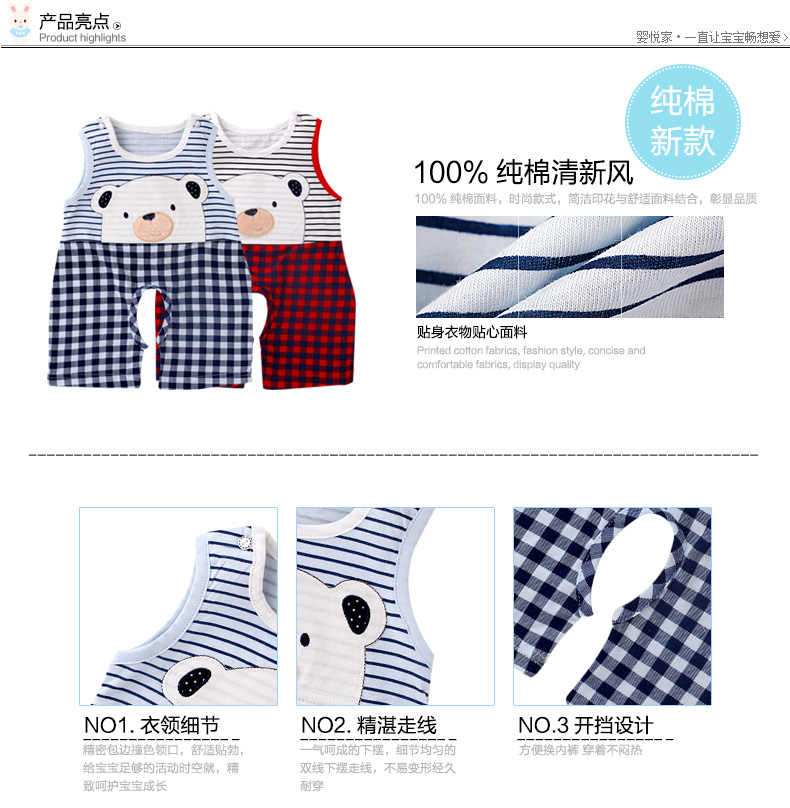 产品亮点
Product highlights
婴悦家•一直让宝宝畅想爱
纯棉
新款
100% 纯棉清新风
100% 纯棉面料，时尚款式，简洁印花与舒适面料结合，彰显品质
贴身衣物贴心面料
Printed cotton fabrics, fashion style, concise and
comfortable fabrics, display quality
NO1. 衣领细节
精密包边撞色领口，舒适贴勃，
给宝宝足够的活动时空就，精
致呵护宝宝成长
NO2. 精湛走线
一气呵成的下摆，细节均匀的
双线下摆走线，不易变形经久
耐穿
NO.3 开挡设计
方便换内裤 穿着不闷热